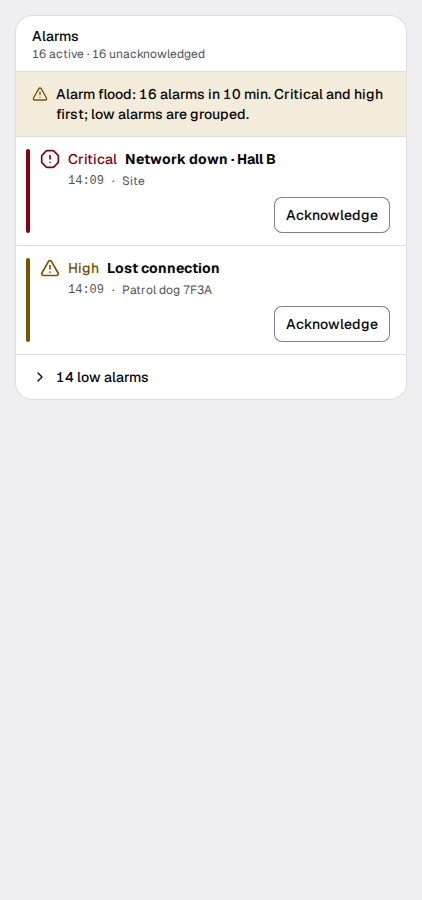 Alarms
16 active · 16 unacknowledged
Alarm flood: 16 alarms in 10 min. Critical and high
first; low alarms are grouped.
Critical Network down · Hall B
14:09 · Site
Acknowledge
High Lost connection
14:09 · Patrol dog 7F3A
Acknowledge
14 low alarms